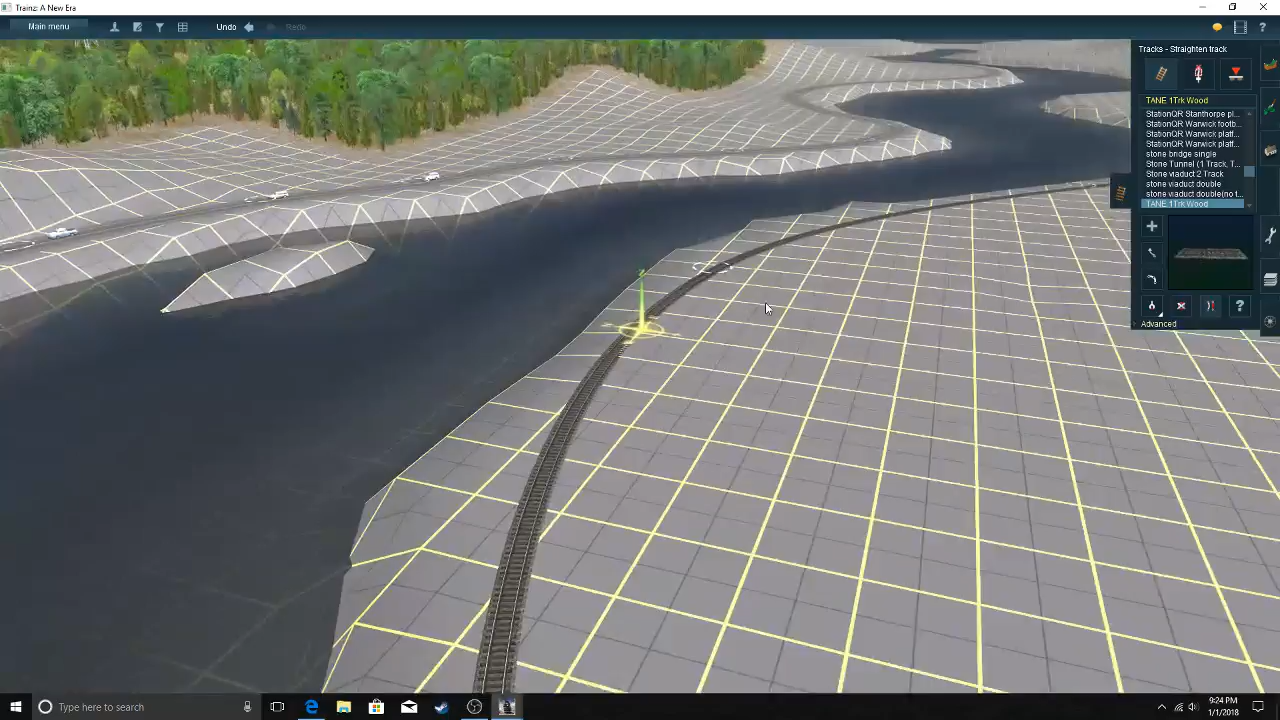 Trainz: A New Era
Main menu
Undo
Redo
Tracks - Straighten track
TANE 1Trk Wood
StationQR Stanthorpe pl...
StationQR Warwick footb...
StationQR Warwick platf...
StationQR Warwick platf...
stone bridge single
Stone Tunnel (1 Track, T...
Stone viaduct 2 Track
stone viaduct double
stone viaduct double(no t...
TANE 1Trk Wood
Advanced
Type here to search
9:24 PM
1/1/2018